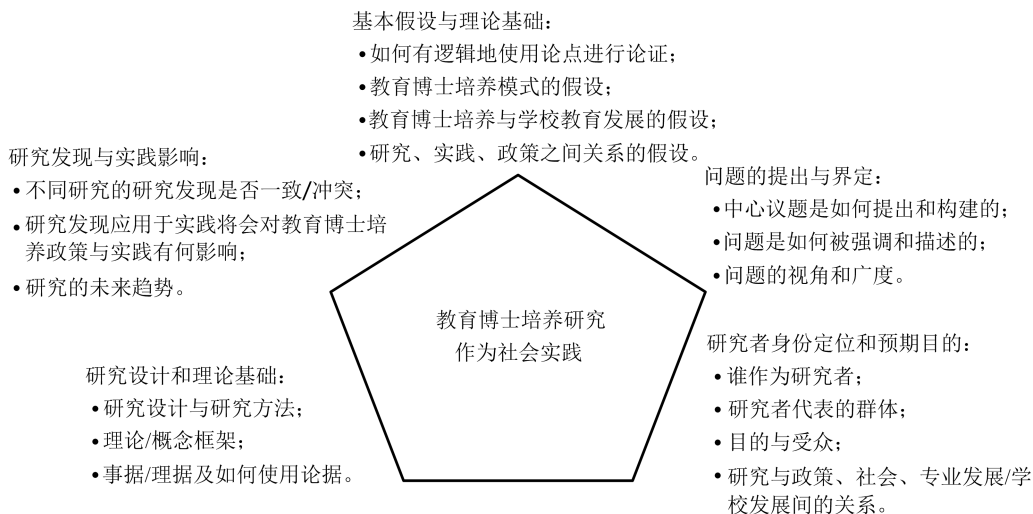 基本假设与理论基础：
•如何有逻辑地使用论点进行论证；
•教育博士培养模式的假设；
•教育博士培养与学校教育发展的假设；
•研究、实践、政策之间关系的假设。
研究发现与实践影响：
•不同研究的研究发现是否一致/冲突；
•研究发现应用于实践将会对教育博士培
养政策与实践有何影响；
•研究的未来趋势。
问题的提出与界定：
•中心议题是如何提出和构建的；
•问题是如何被强调和描述的；
•问题的视角和广度。
教育博士培养研究
作为社会实践
研究设计和理论基础：
•研究设计与研究方法；
•理论/概念框架；
•事据/理据及如何使用论据。
研究者身份定位和预期目的：
•谁作为研究者；
•研究者代表的群体；
•目的与受众；
•研究与政策、社会、专业发展/学
校发展间的关系。